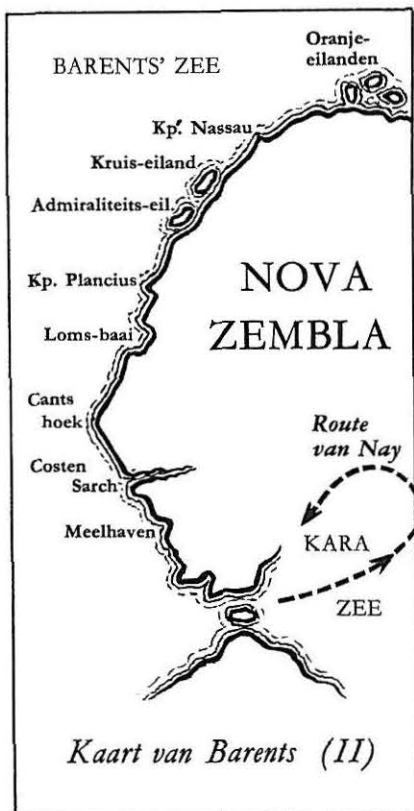 Oranje-
eilanden
BARENTS' ZEE
Kp. Nassau
Kruis-eiland
Admiraliteits-eil.
Kp. Plancius
NOVA
ZEMBLA
Loms-baai
Cants
hoek
Route
van Nay
Costen
Sarch
Meelhaven
KARA
ZEE
Kaart van Barents (II)